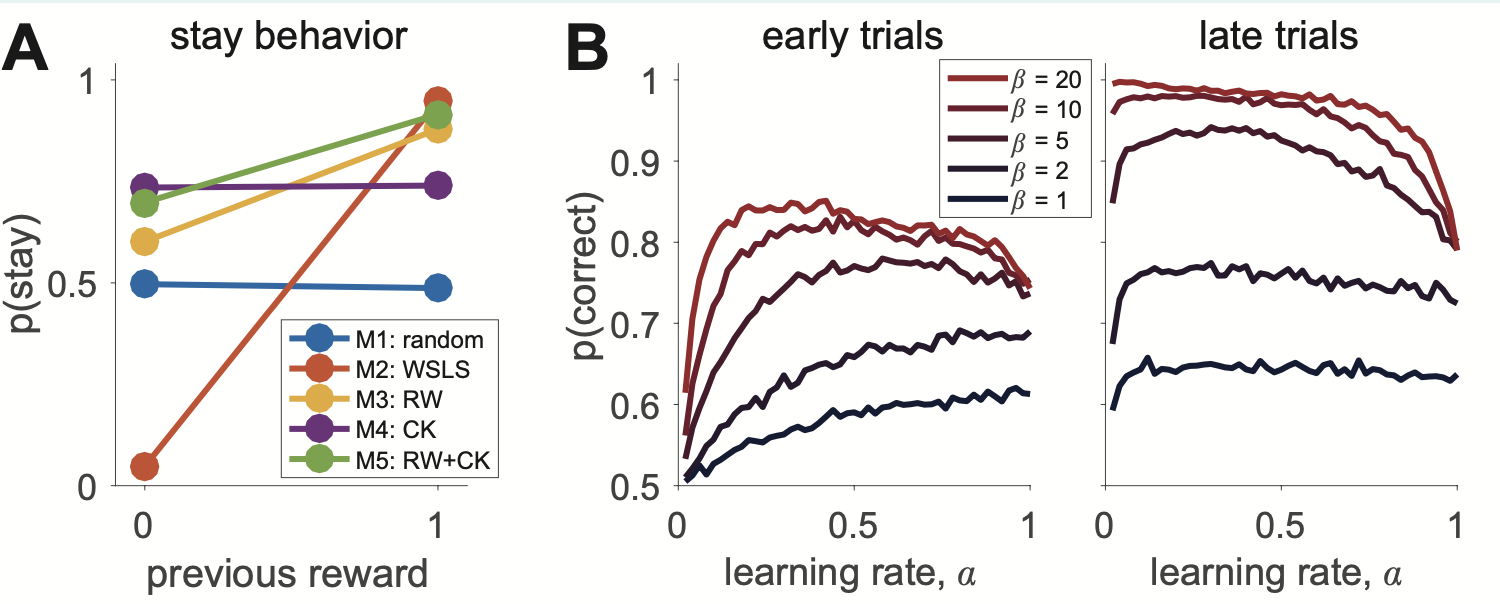 A
stay behavior
1
0.5
0
p(stay)
0
1
previous reward
M1: random
M2: WSLS
M3: RW
M4: CK
M5: RW+CK
B
early trials
late trials
1
0.9
0.8
0.7
0.6
0.5
p(correct)
β = 20
β = 10
β = 5
β = 2
β = 1
0
0.5
1
learning rate, α
0
0.5
1
learning rate, α